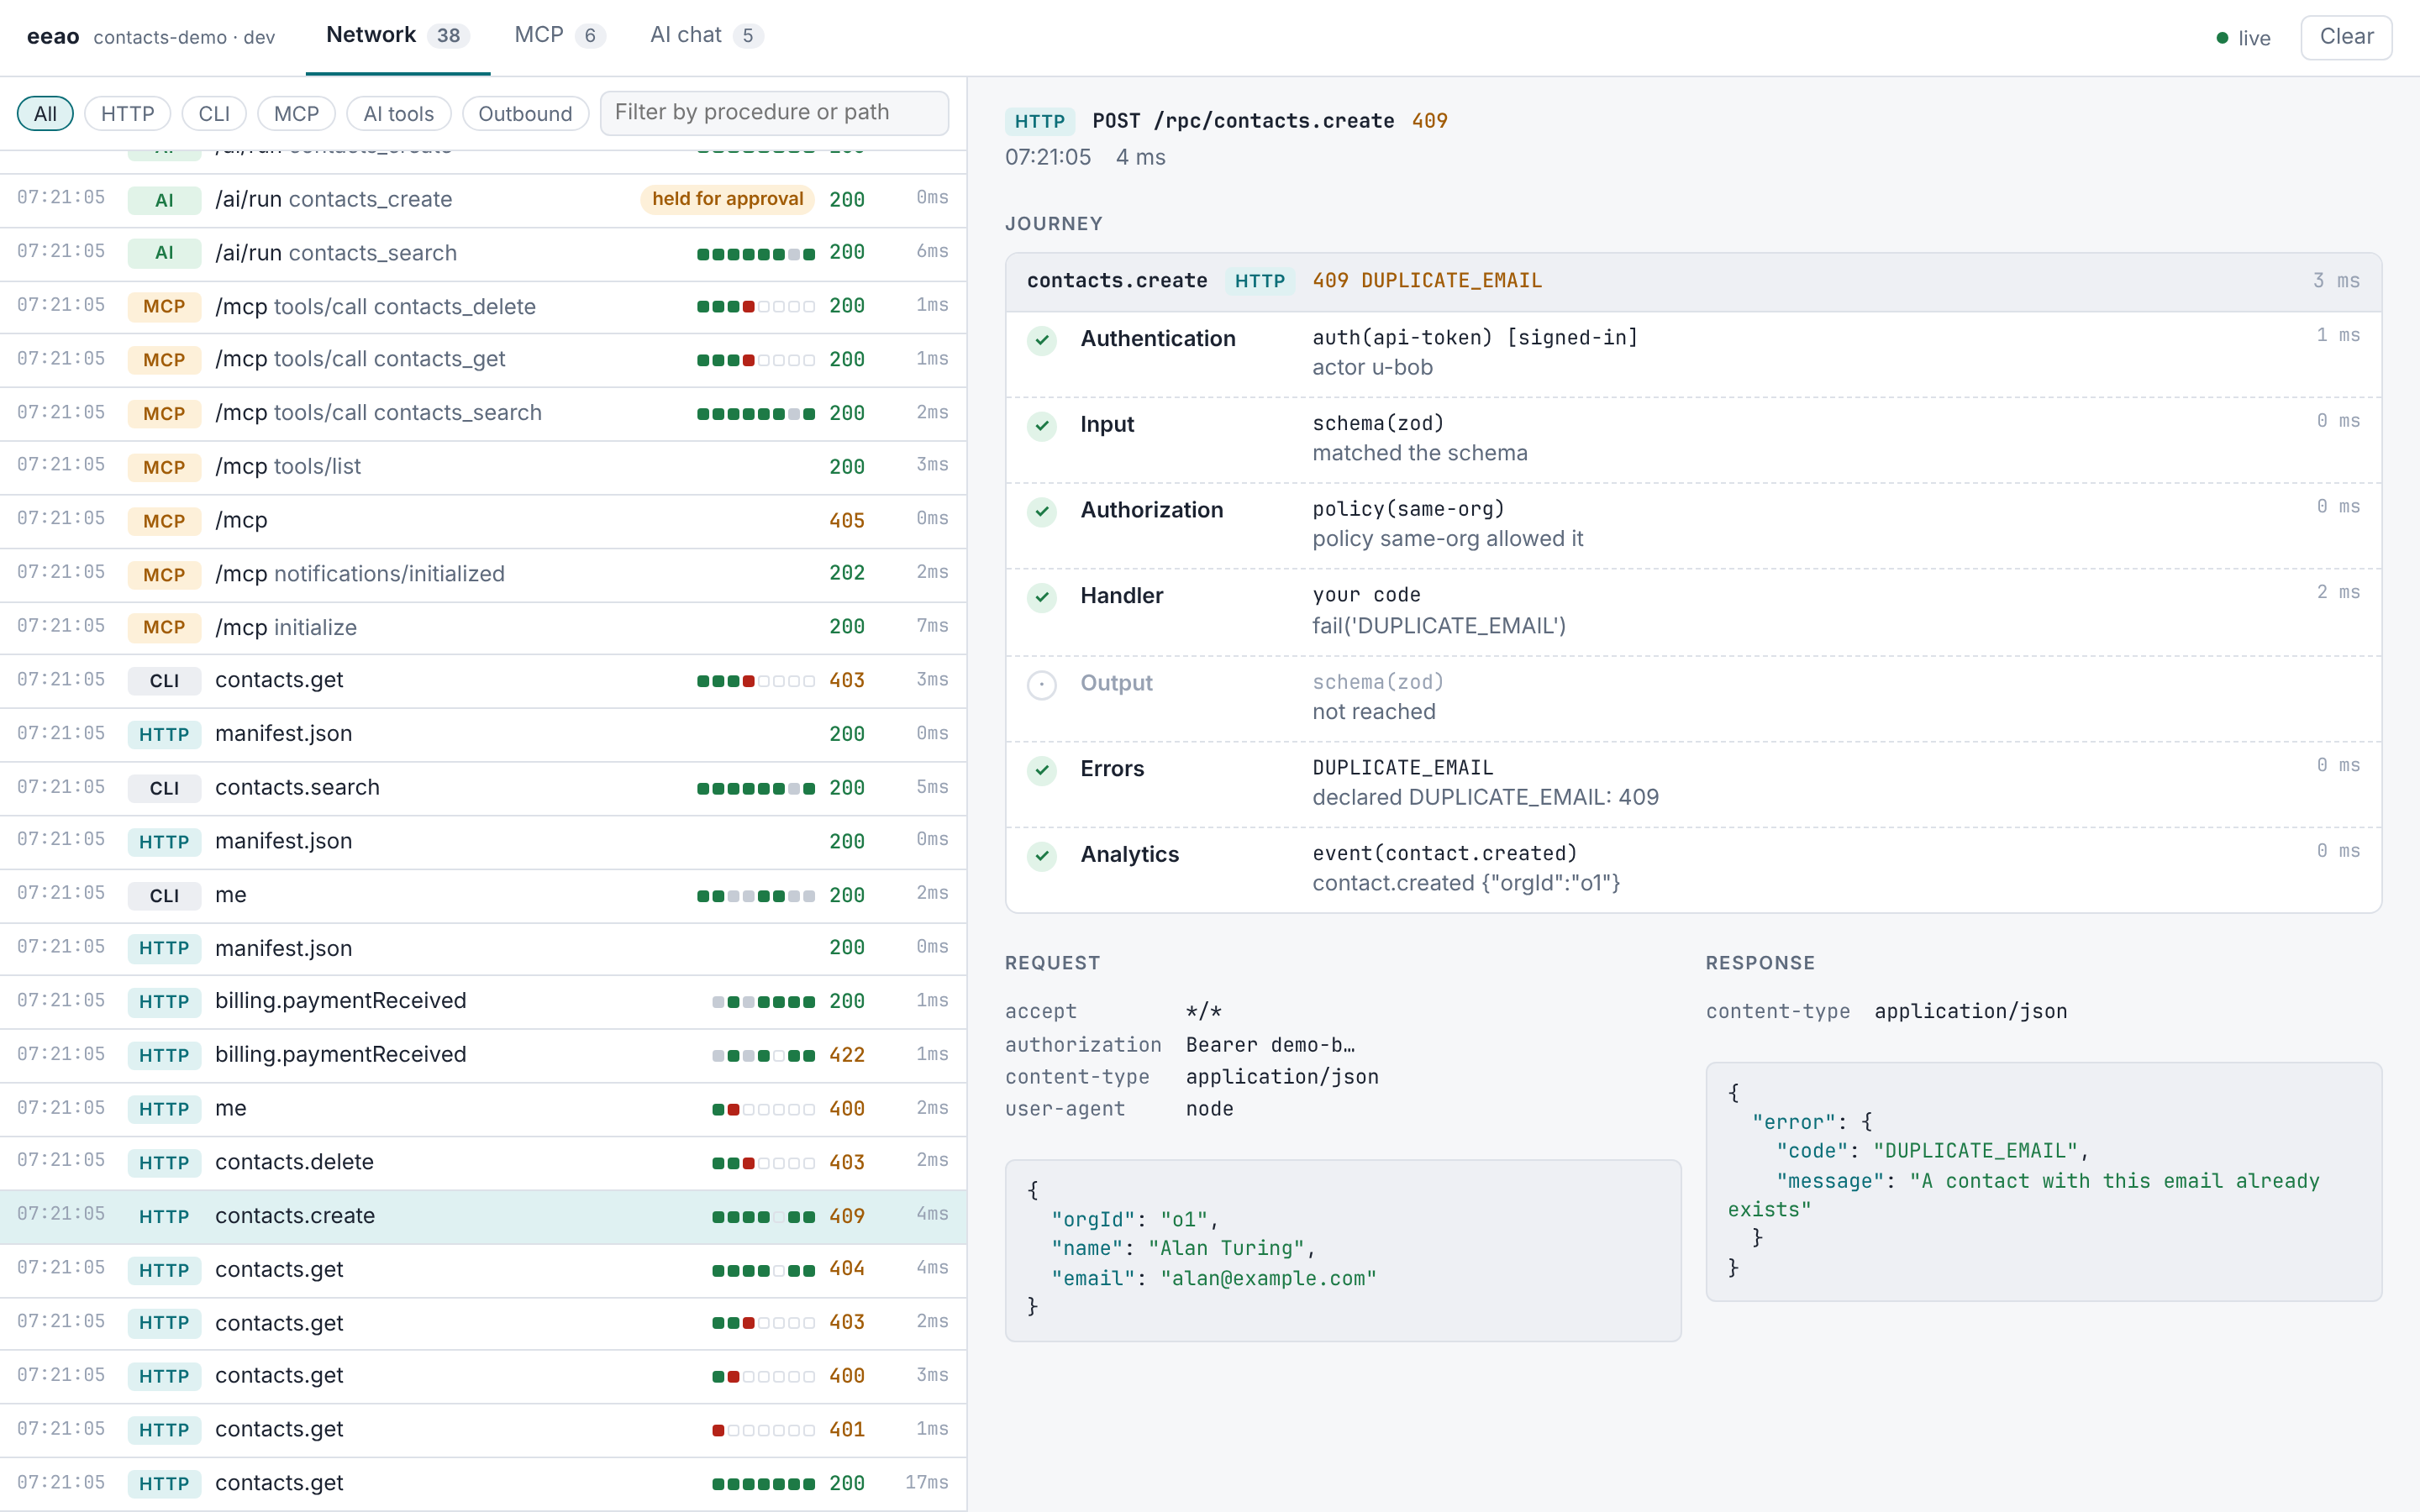 eeao contacts-demo · dev Network 38 MCP 6 AI chat 5 live Clear
All HTTP CLI MCP AI tools Outbound Filter by procedure or path
07:21:05 AI /ai/run contacts_create held for approval 200 0ms
07:21:05 AI /ai/run contacts_search 200 6ms
07:21:05 MCP /mcp tools/call contacts_delete 200 1ms
07:21:05 MCP /mcp tools/call contacts_get 200 1ms
07:21:05 MCP /mcp tools/call contacts_search 200 2ms
07:21:05 MCP /mcp tools/list 200 3ms
07:21:05 MCP /mcp 405 0ms
07:21:05 MCP /mcp notifications/initialized 202 2ms
07:21:05 MCP /mcp initialize 200 7ms
07:21:05 CLI contacts.get 403 3ms
07:21:05 HTTP manifest.json 200 0ms
07:21:05 CLI contacts.search 200 5ms
07:21:05 HTTP manifest.json 200 0ms
07:21:05 CLI me 200 2ms
07:21:05 HTTP manifest.json 200 0ms
07:21:05 HTTP billing.paymentReceived 200 1ms
07:21:05 HTTP billing.paymentReceived 422 1ms
07:21:05 HTTP me 400 2ms
07:21:05 HTTP contacts.delete 403 2ms
07:21:05 HTTP contacts.create 409 4ms
07:21:05 HTTP contacts.get 404 4ms
07:21:05 HTTP contacts.get 403 2ms
07:21:05 HTTP contacts.get 400 3ms
07:21:05 HTTP contacts.get 401 1ms
07:21:05 HTTP contacts.get 200 17ms
HTTP POST /rpc/contacts.create 409
07:21:05 4 ms
JOURNEY
contacts.create HTTP 409 DUPLICATE_EMAIL 3 ms
Authentication auth(api-token) [signed-in] 1 ms
actor u-bob
Input schema(zod) 0 ms
matched the schema
Authorization policy(same-org) 0 ms
policy same-org allowed it
Handler your code 2 ms
fail('DUPLICATE_EMAIL')
Output schema(zod)
not reached
Errors DUPLICATE_EMAIL 0 ms
declared DUPLICATE_EMAIL: 409
Analytics event(contact.created) 0 ms
contact.created {"orgId":"o1"}
REQUEST
accept */*
authorization Bearer demo-b…
content-type application/json
user-agent node
{
"orgId": "o1",
"name": "Alan Turing",
"email": "alan@example.com"
}
RESPONSE
content-type application/json
{
"error": {
"code": "DUPLICATE_EMAIL",
"message": "A contact with this email already
exists"
}
}